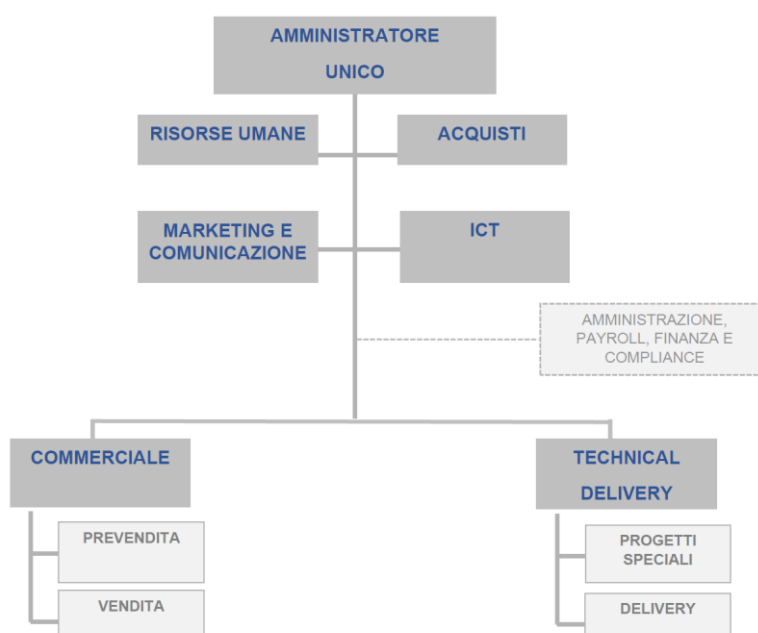 AMMINISTRATORE
UNICO
RISORSE UMANE
ACQUISTI
MARKETING E
COMUNICAZIONE
ICT
AMMINISTRAZIONE,
PAYROLL, FINANZA E
COMPLIANCE
COMMERCIALE
TECHNICAL
DELIVERY
PREVENDITA
PROGETTI
SPECIALI
VENDITA
DELIVERY